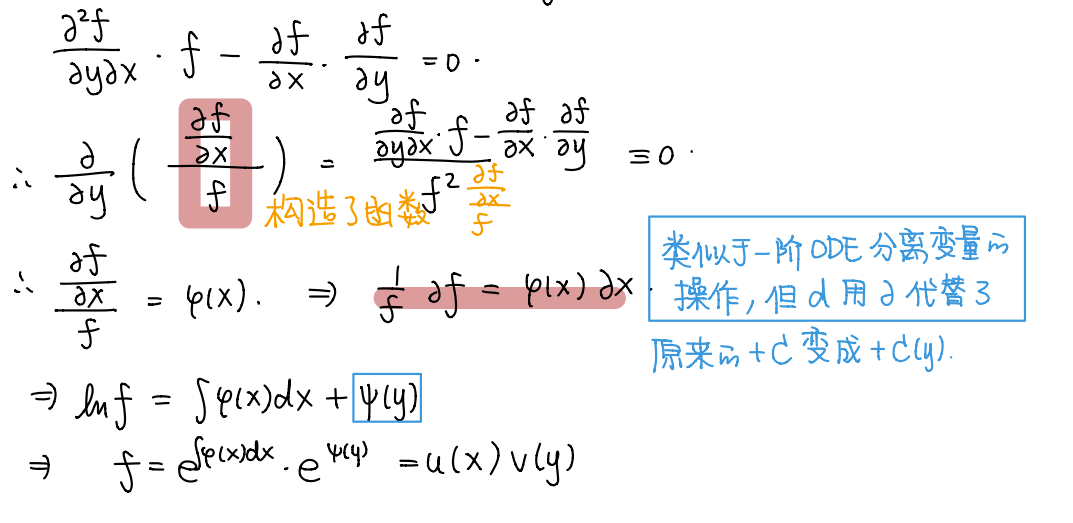 ∂²f/∂y∂x · f − ∂f/∂x · ∂f/∂y = 0 .
∴ ∂/∂y ( (∂f/∂x)/f ) = (∂f/∂y∂x · f − ∂f/∂x · ∂f/∂y)/f² ≡ 0 .
构造了函数 (∂f/∂x)/f
∴ (∂f/∂x)/f = φ(x). ⇒ 1/f ∂f = φ(x) ∂x .
类似于一阶ODE分离变量的
操作,但d用∂代替了
原来的+C变成+C(y).
⇒ ln f = ∫φ(x)dx + ψ(y)
⇒ f = e^{∫φ(x)dx} · e^{ψ(y)} = u(x) v(y)